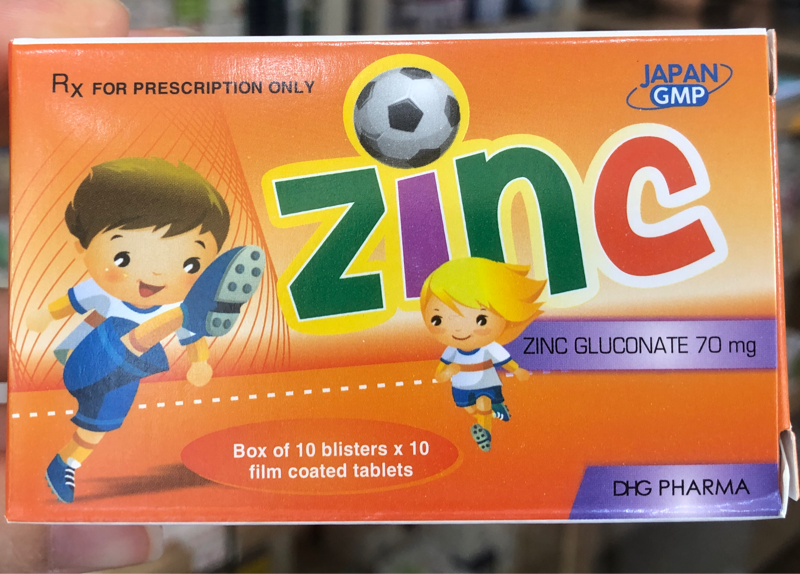 Rx FOR PRESCRIPTION ONLY
JAPAN
GMP
zinc
ZINC GLUCONATE 70 mg
Box of 10 blisters x 10
film coated tablets
DHG PHARMA